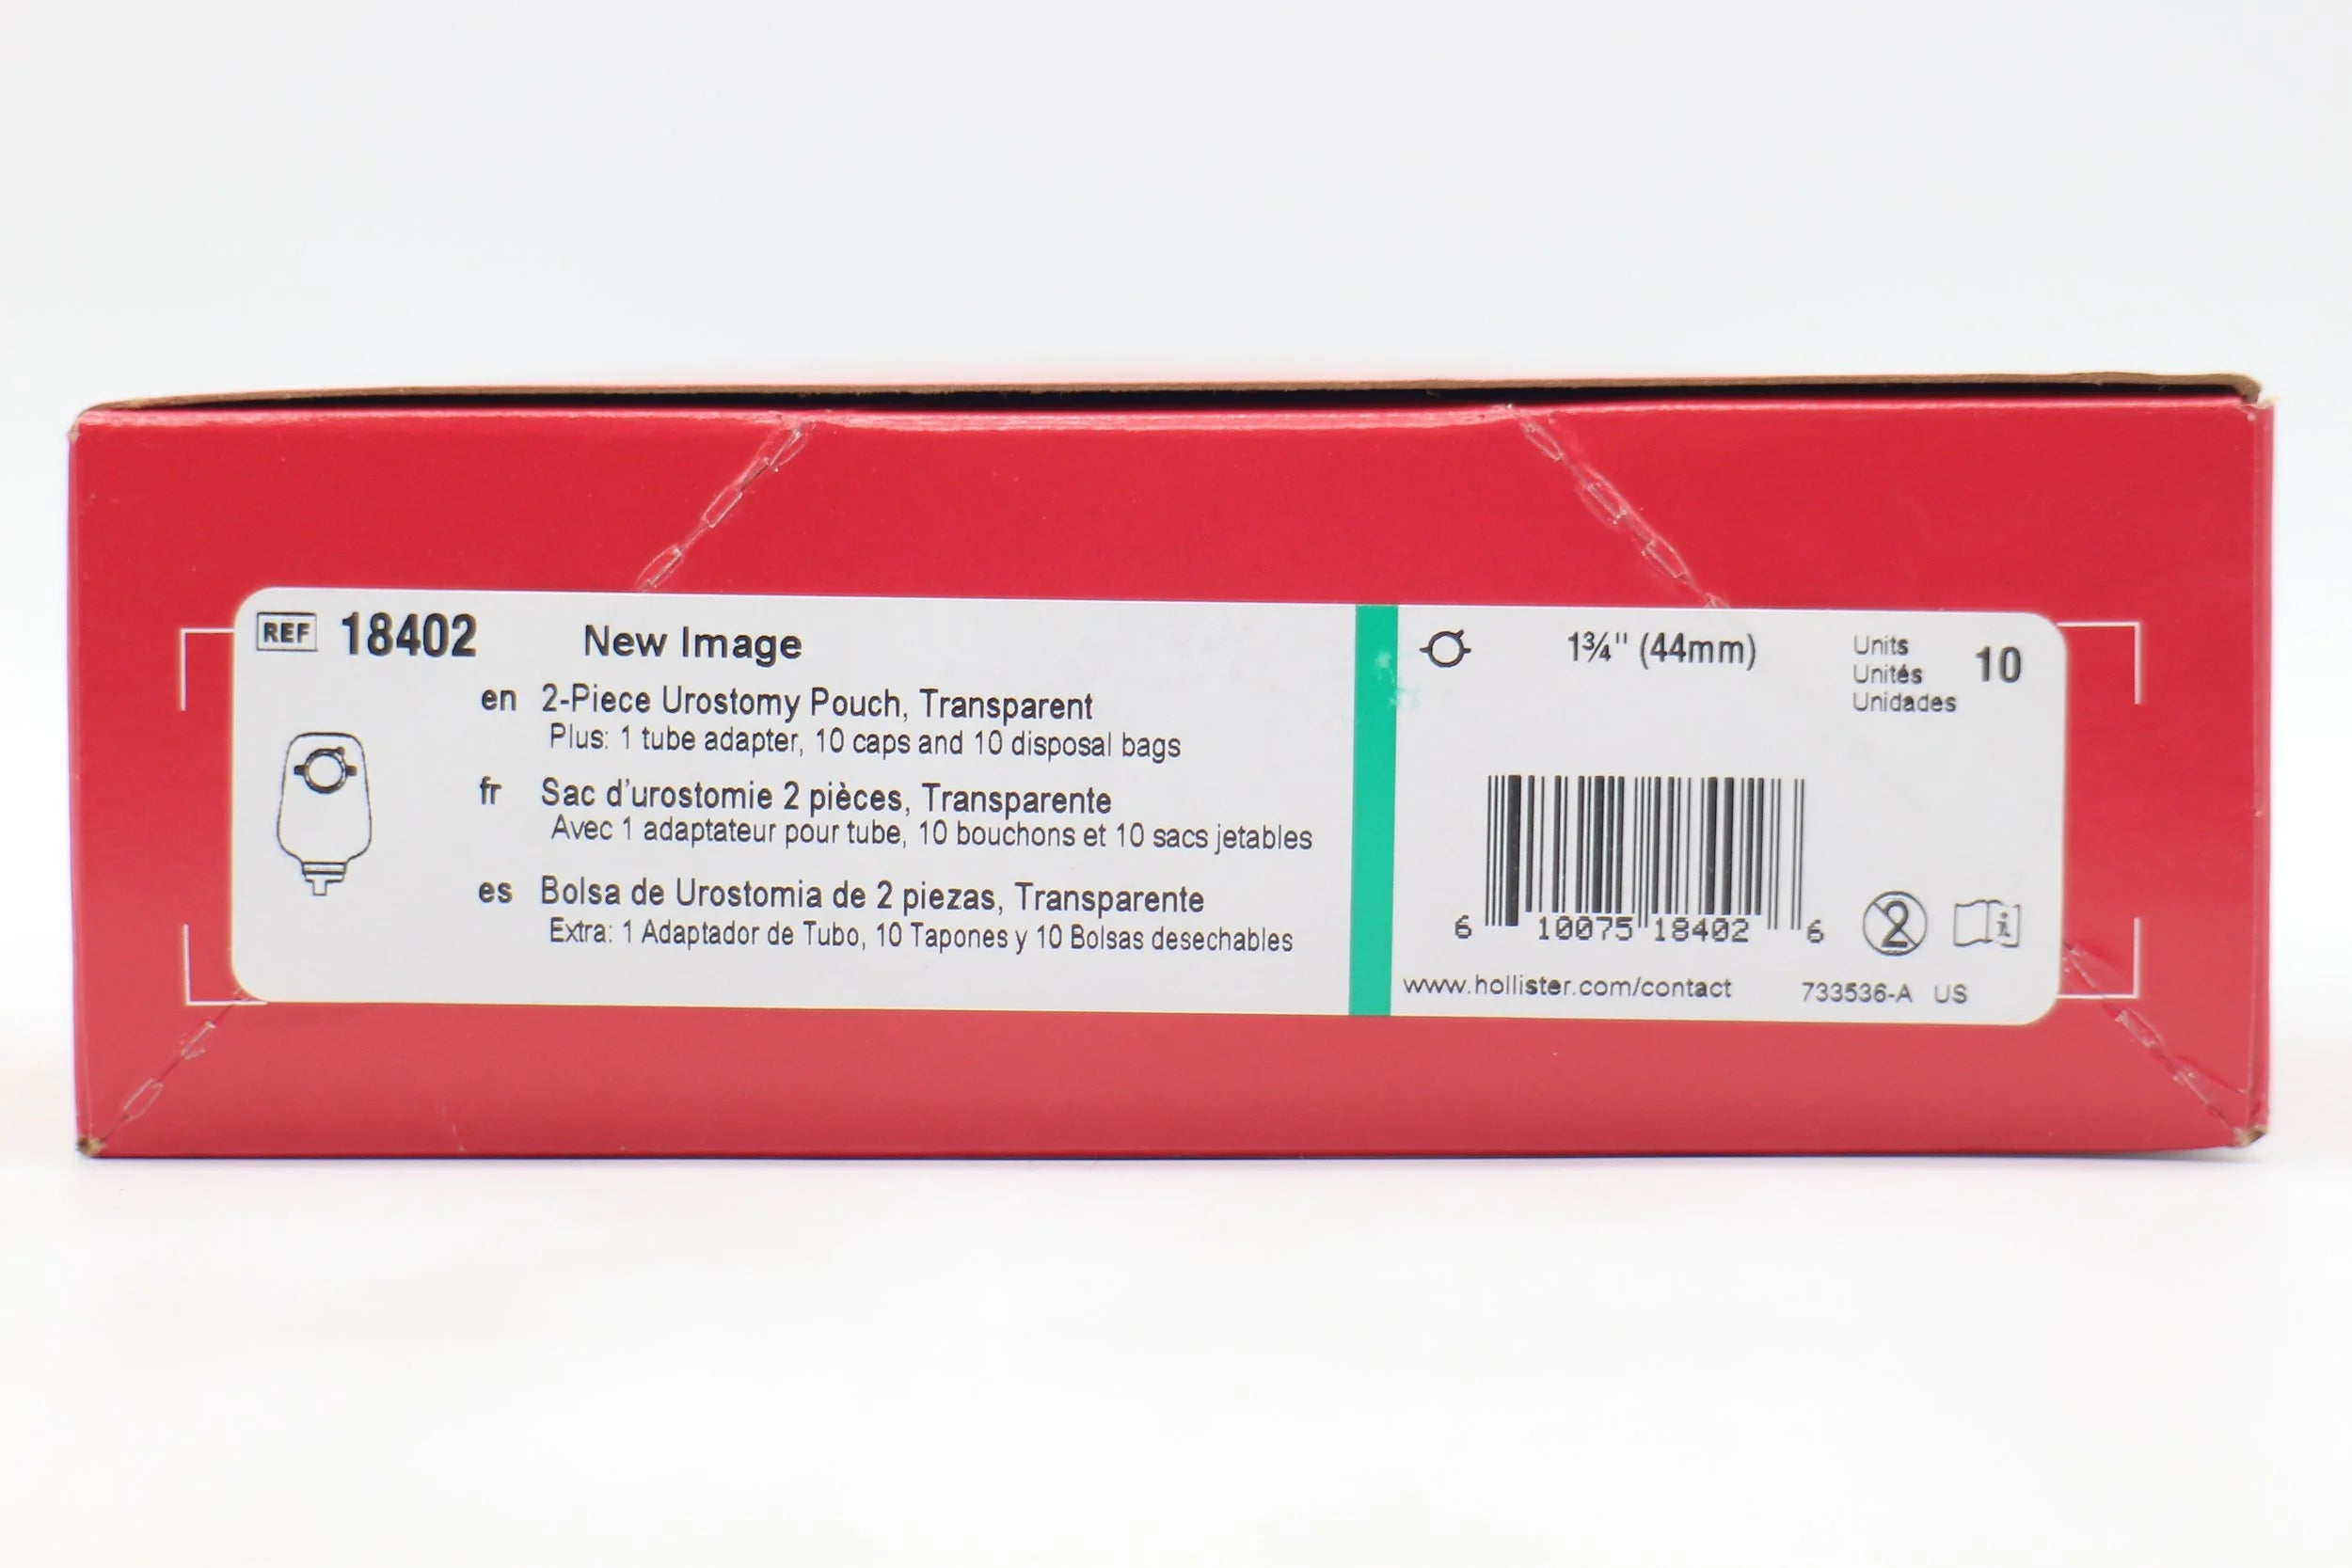 REF 18402 New Image
en 2-Piece Urostomy Pouch, Transparent
Plus: 1 tube adapter, 10 caps and 10 disposal bags
fr Sac d'urostomie 2 pièces, Transparente
Avec 1 adaptateur pour tube, 10 bouchons et 10 sacs jetables
es Bolsa de Urostomia de 2 piezas, Transparente
Extra: 1 Adaptador de Tubo, 10 Tapones y 10 Bolsas desechables
1¾" (44mm)
Units
Unités 10
Unidades
6 10075 18402 6
2
i
www.hollister.com/contact 733536-A US